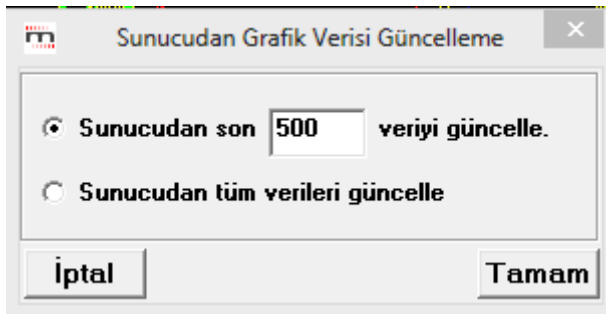 m Sunucudan Grafik Verisi Güncelleme
Sunucudan son 500 veriyi güncelle.
Sunucudan tüm verileri güncelle
İptal Tamam